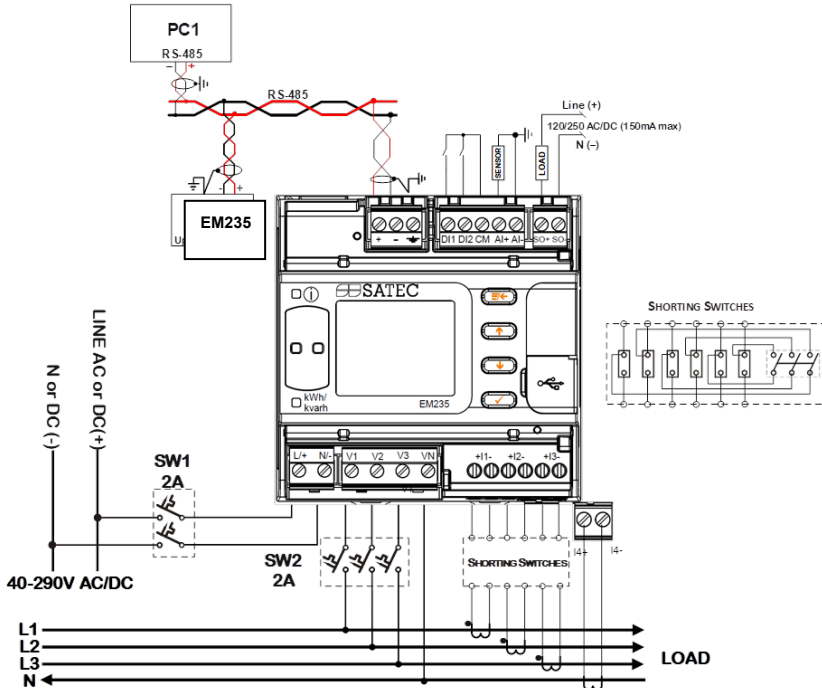 PC1
RS-485
– +
RS-485
Line (+)
120/250 AC/DC (150mA max)
N (–)
SENSOR
LOAD
- +
EM235
+ -
DI1 DI2 CM AI+ AI- SO+ SO-
SATEC
i
kWh/
kvarh
EM235
SHORTING SWITCHES
LINE AC or DC(+)
N or DC (-)
L/+ N/- V1 V2 V3 VN
+I1- +I2- +I3-
SW1
2A
SW2
2A
SHORTING SWITCHES
I4+ I4-
40-290V AC/DC
L1
L2
L3
N
LOAD